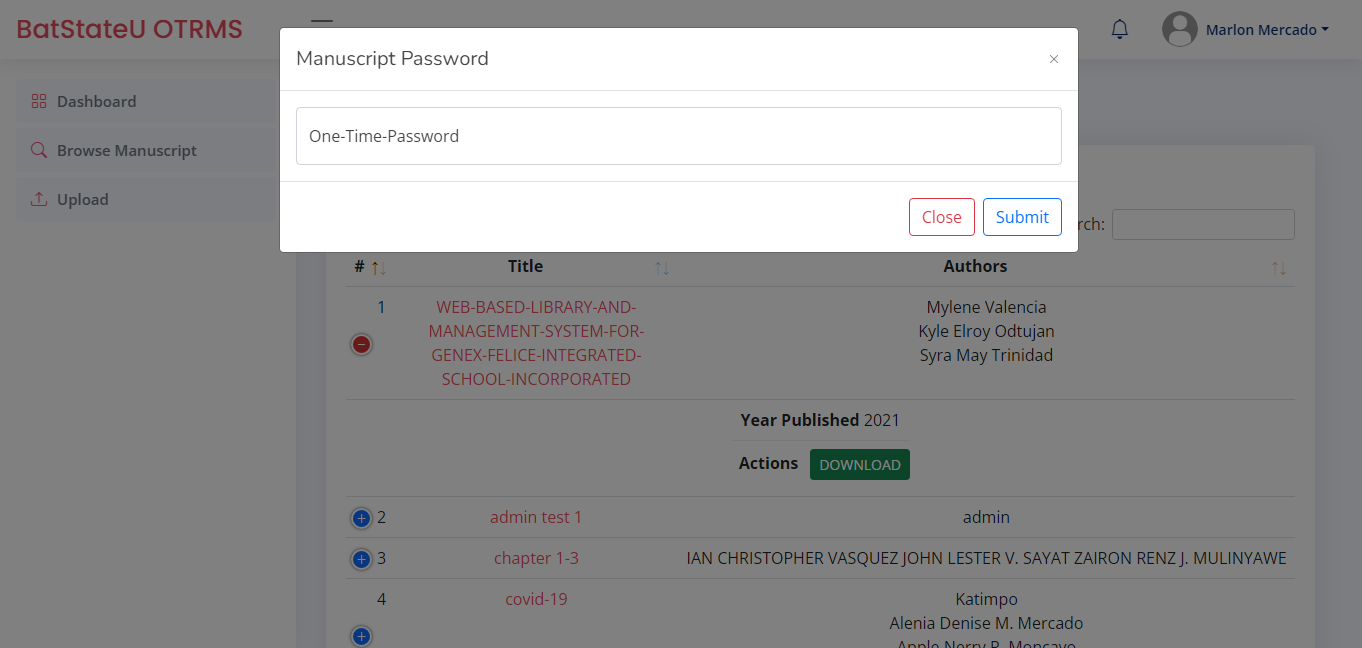 BatStateU OTRMS
Marlon Mercado
Manuscript Password
×
One-Time-Password
Close
Submit
Dashboard
Browse Manuscript
Upload
rch:
# Title Authors
1 WEB-BASED-LIBRARY-AND- Mylene Valencia
MANAGEMENT-SYSTEM-FOR- Kyle Elroy Odtujan
GENEX-FELICE-INTEGRATED- Syra May Trinidad
SCHOOL-INCORPORATED
Year Published 2021
Actions DOWNLOAD
2 admin test 1 admin
3 chapter 1-3 IAN CHRISTOPHER VASQUEZ JOHN LESTER V. SAYAT ZAIRON RENZ J. MULINYAWE
4 covid-19 Katimpo
Alenia Denise M. Mercado
Apple Nerry R. Moncayo